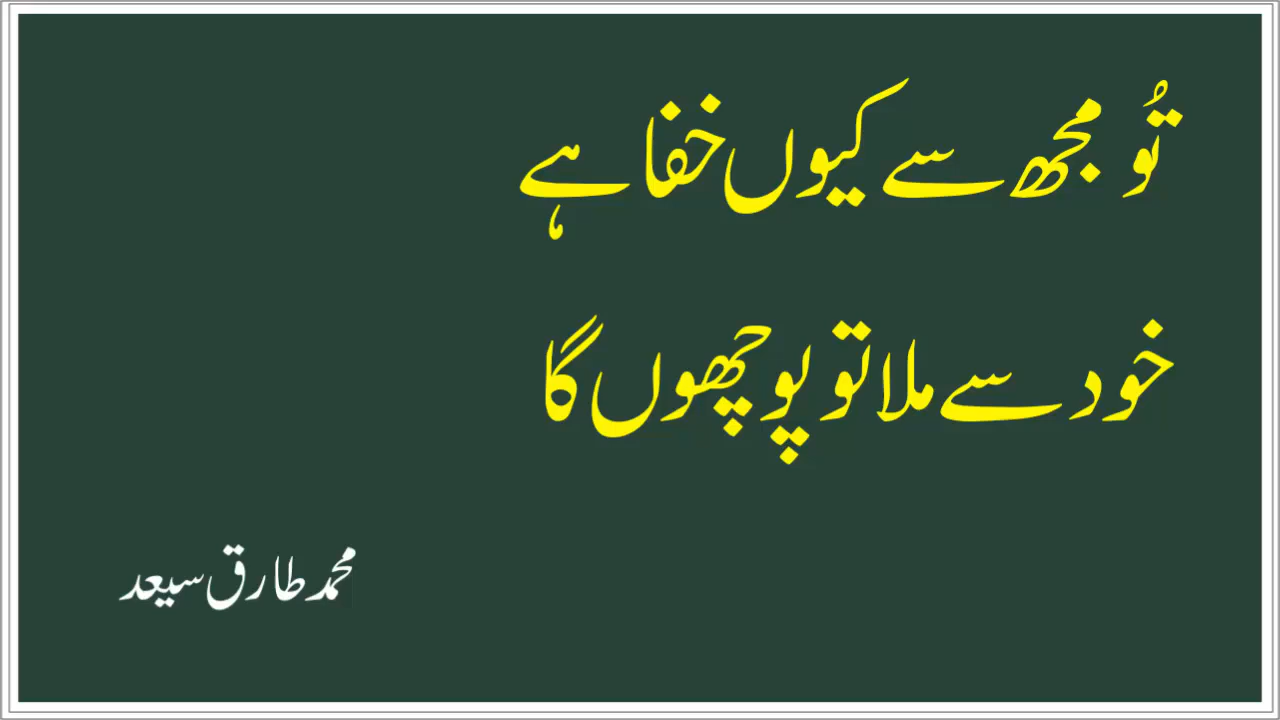 تُو مجھ سے کیوں خفا ہے
خود سے ملا تو پوچھوں گا
محمد طارق سیعد